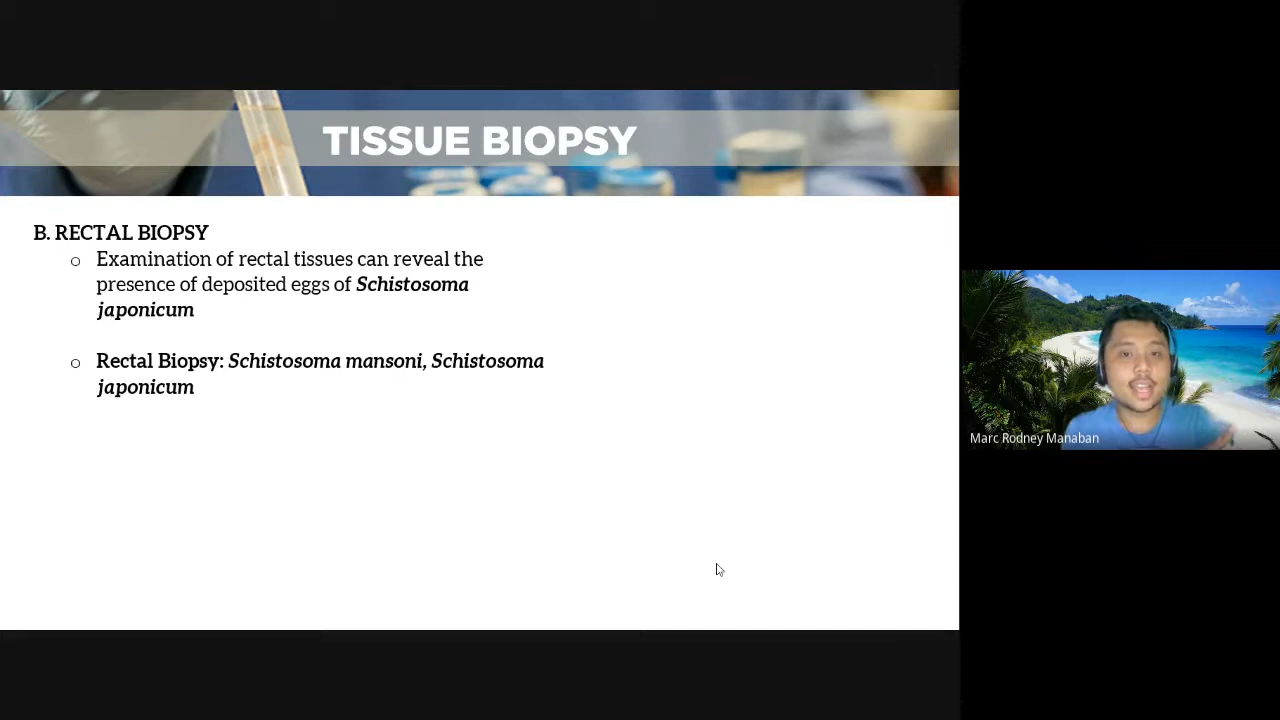 TISSUE BIOPSY
B. RECTAL BIOPSY
o Examination of rectal tissues can reveal the
presence of deposited eggs of Schistosoma
japonicum
o Rectal Biopsy: Schistosoma mansoni, Schistosoma
japonicum
Marc Rodney Manaban